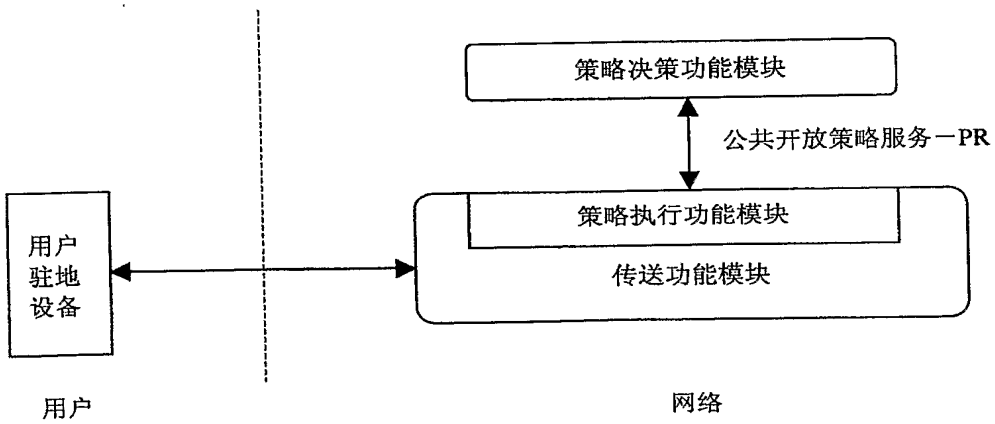 策略决策功能模块
公共开放策略服务－PR
策略执行功能模块
传送功能模块
用户
驻地
设备
用户
网络